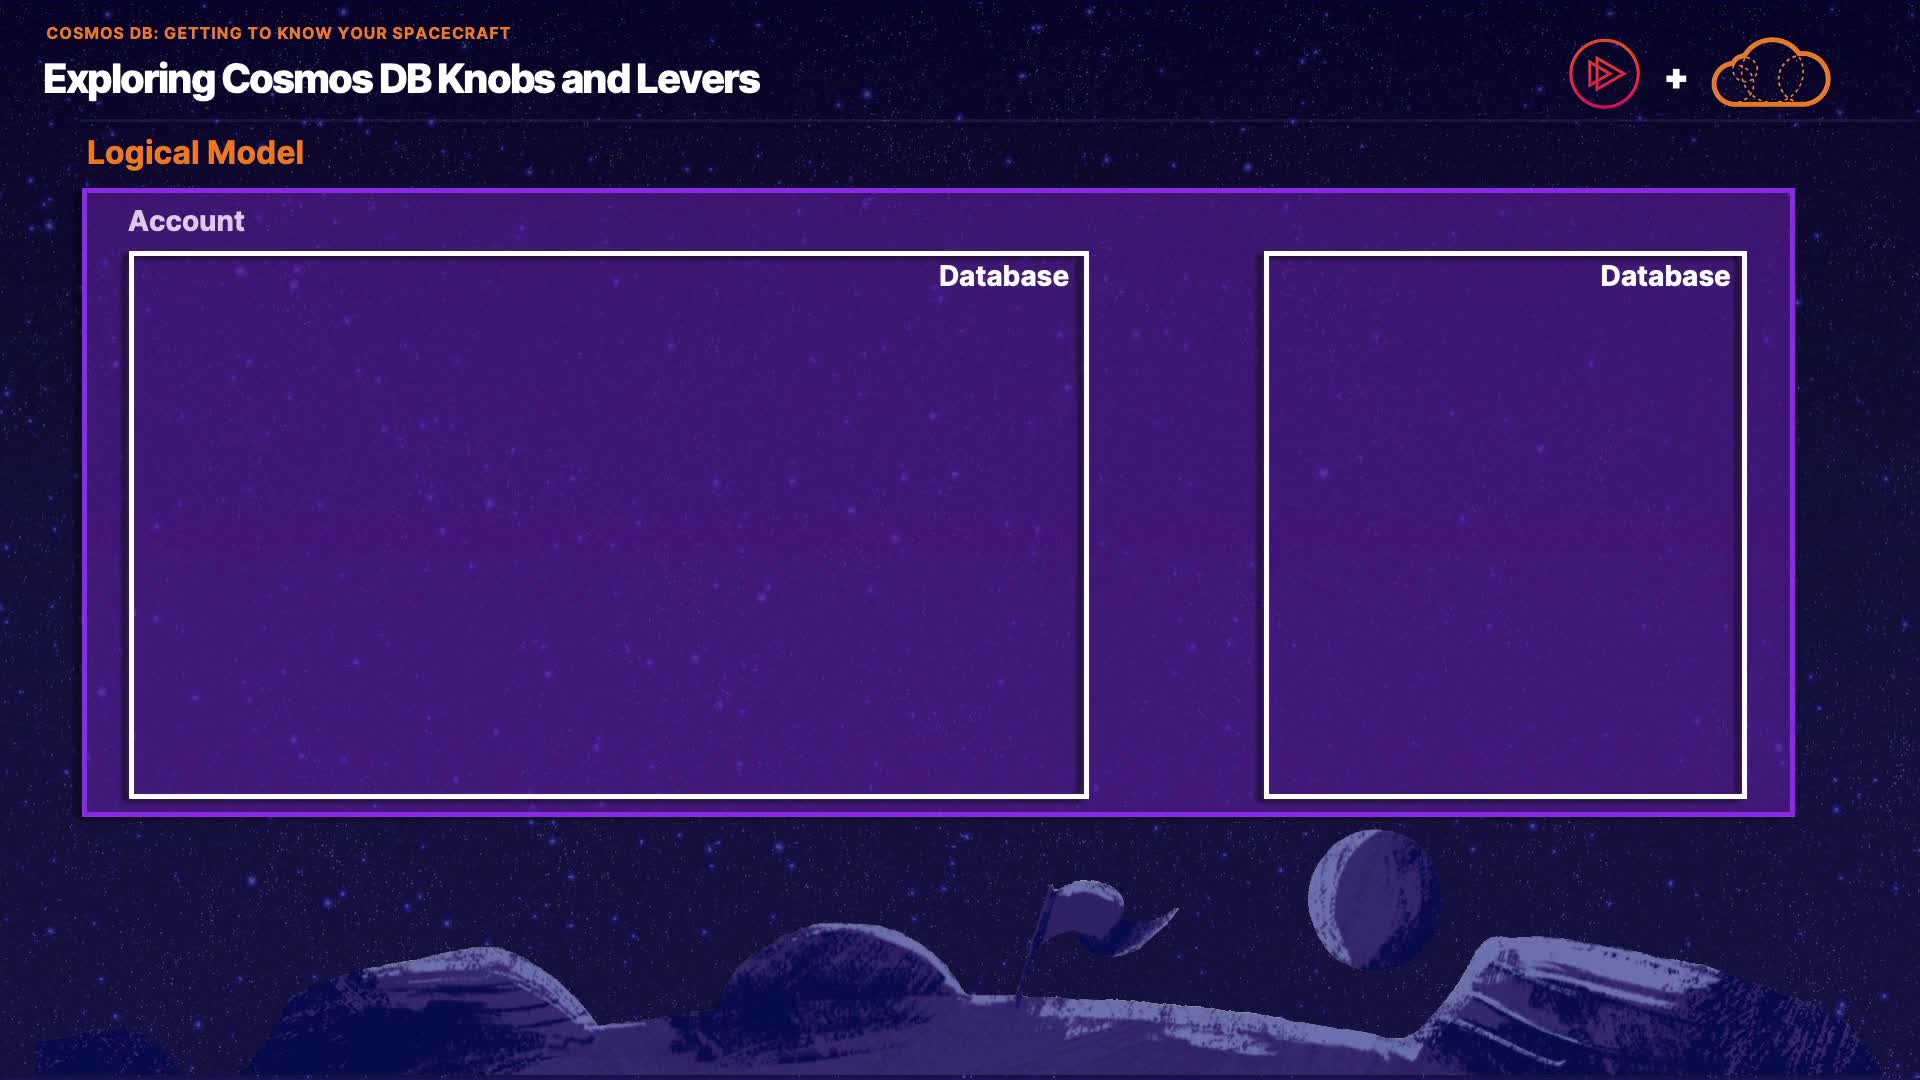 COSMOS DB: GETTING TO KNOW YOUR SPACECRAFT
Exploring Cosmos DB Knobs and Levers
+
Logical Model
Account
Database
Database